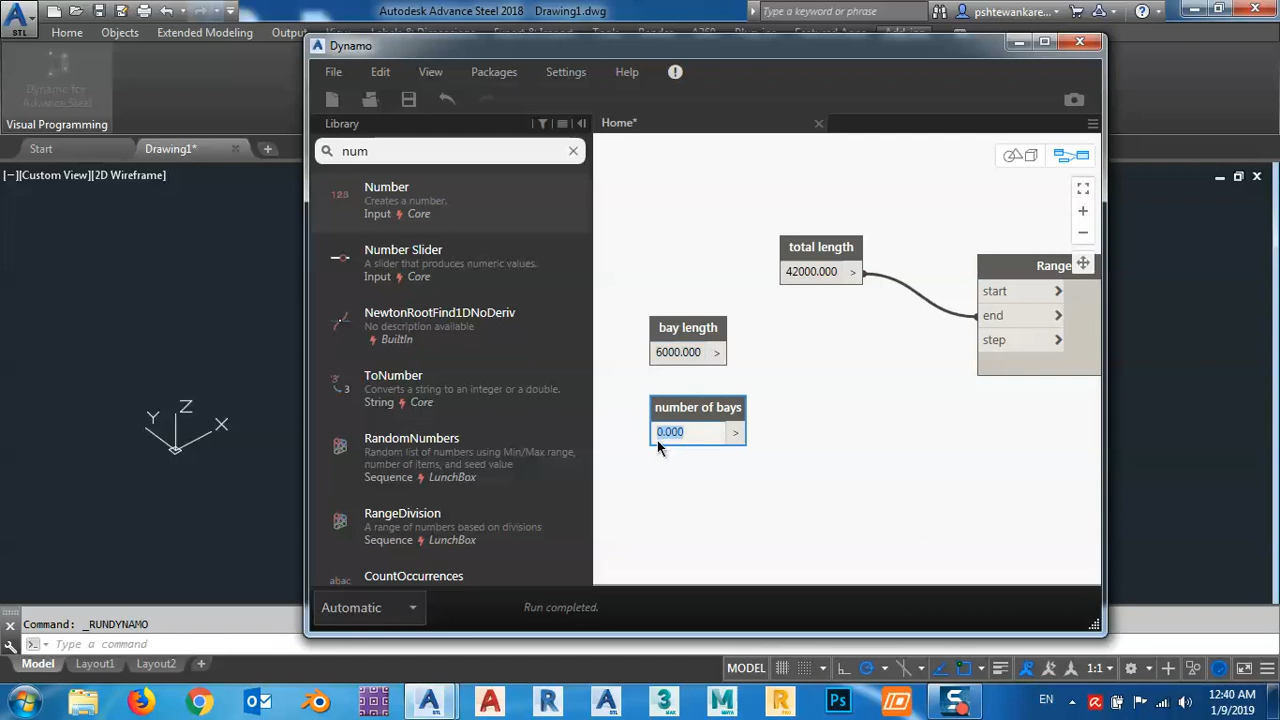 Autodesk Advance Steel 2018 Drawing1.dwg
Type a keyword or phrase
pshtewankare...
STL
Home
Objects
Extended Modeling
Output
Dynamo for
Advance Steel
Visual Programming
Start
Drawing1*
[−][Custom View][2D Wireframe]
Dynamo
File
Edit
View
Packages
Settings
Help
Library
Home*
num
Number
Creates a number.
Input Core
Number Slider
A slider that produces numeric values.
Input Core
NewtonRootFind1DNoDeriv
No description available
BuiltIn
ToNumber
Converts a string to an integer or a double.
String Core
RandomNumbers
Random list of numbers using Min/Max range,
number of items, and seed value
Sequence LunchBox
RangeDivision
A range of numbers based on divisions
Sequence LunchBox
CountOccurrences
total length
42000.000 >
bay length
6000.000 >
number of bays
0.000 >
Range
start
end
step
Automatic
Run completed.
Y Z X
Command: _RUNDYNAMO
Type a command
Model
Layout1
Layout2
MODEL
1:1
EN
12:40 AM
1/9/2019